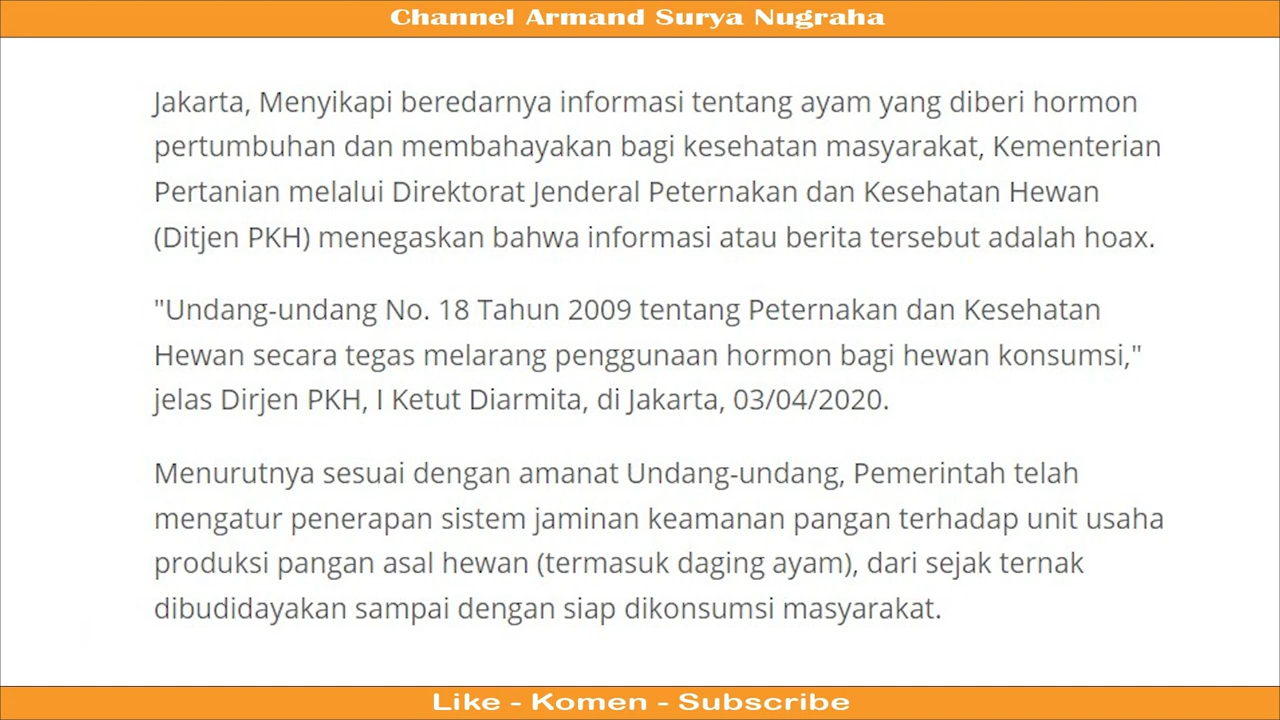 Channel Armand Surya Nugraha
Jakarta, Menyikapi beredarnya informasi tentang ayam yang diberi hormon
pertumbuhan dan membahayakan bagi kesehatan masyarakat, Kementerian
Pertanian melalui Direktorat Jenderal Peternakan dan Kesehatan Hewan
(Ditjen PKH) menegaskan bahwa informasi atau berita tersebut adalah hoax.
"Undang-undang No. 18 Tahun 2009 tentang Peternakan dan Kesehatan
Hewan secara tegas melarang penggunaan hormon bagi hewan konsumsi,"
jelas Dirjen PKH, I Ketut Diarmita, di Jakarta, 03/04/2020.
Menurutnya sesuai dengan amanat Undang-undang, Pemerintah telah
mengatur penerapan sistem jaminan keamanan pangan terhadap unit usaha
produksi pangan asal hewan (termasuk daging ayam), dari sejak ternak
dibudidayakan sampai dengan siap dikonsumsi masyarakat.
Like - Komen - Subscribe